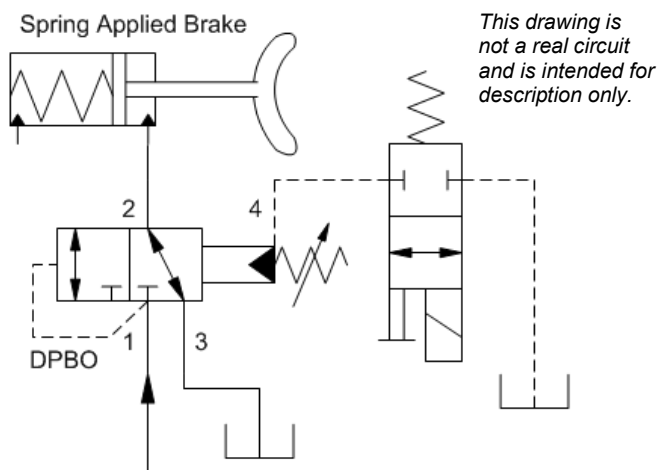 Spring Applied Brake
This drawing is
not a real circuit
and is intended for
description only.
2
4
1
3
DPBO